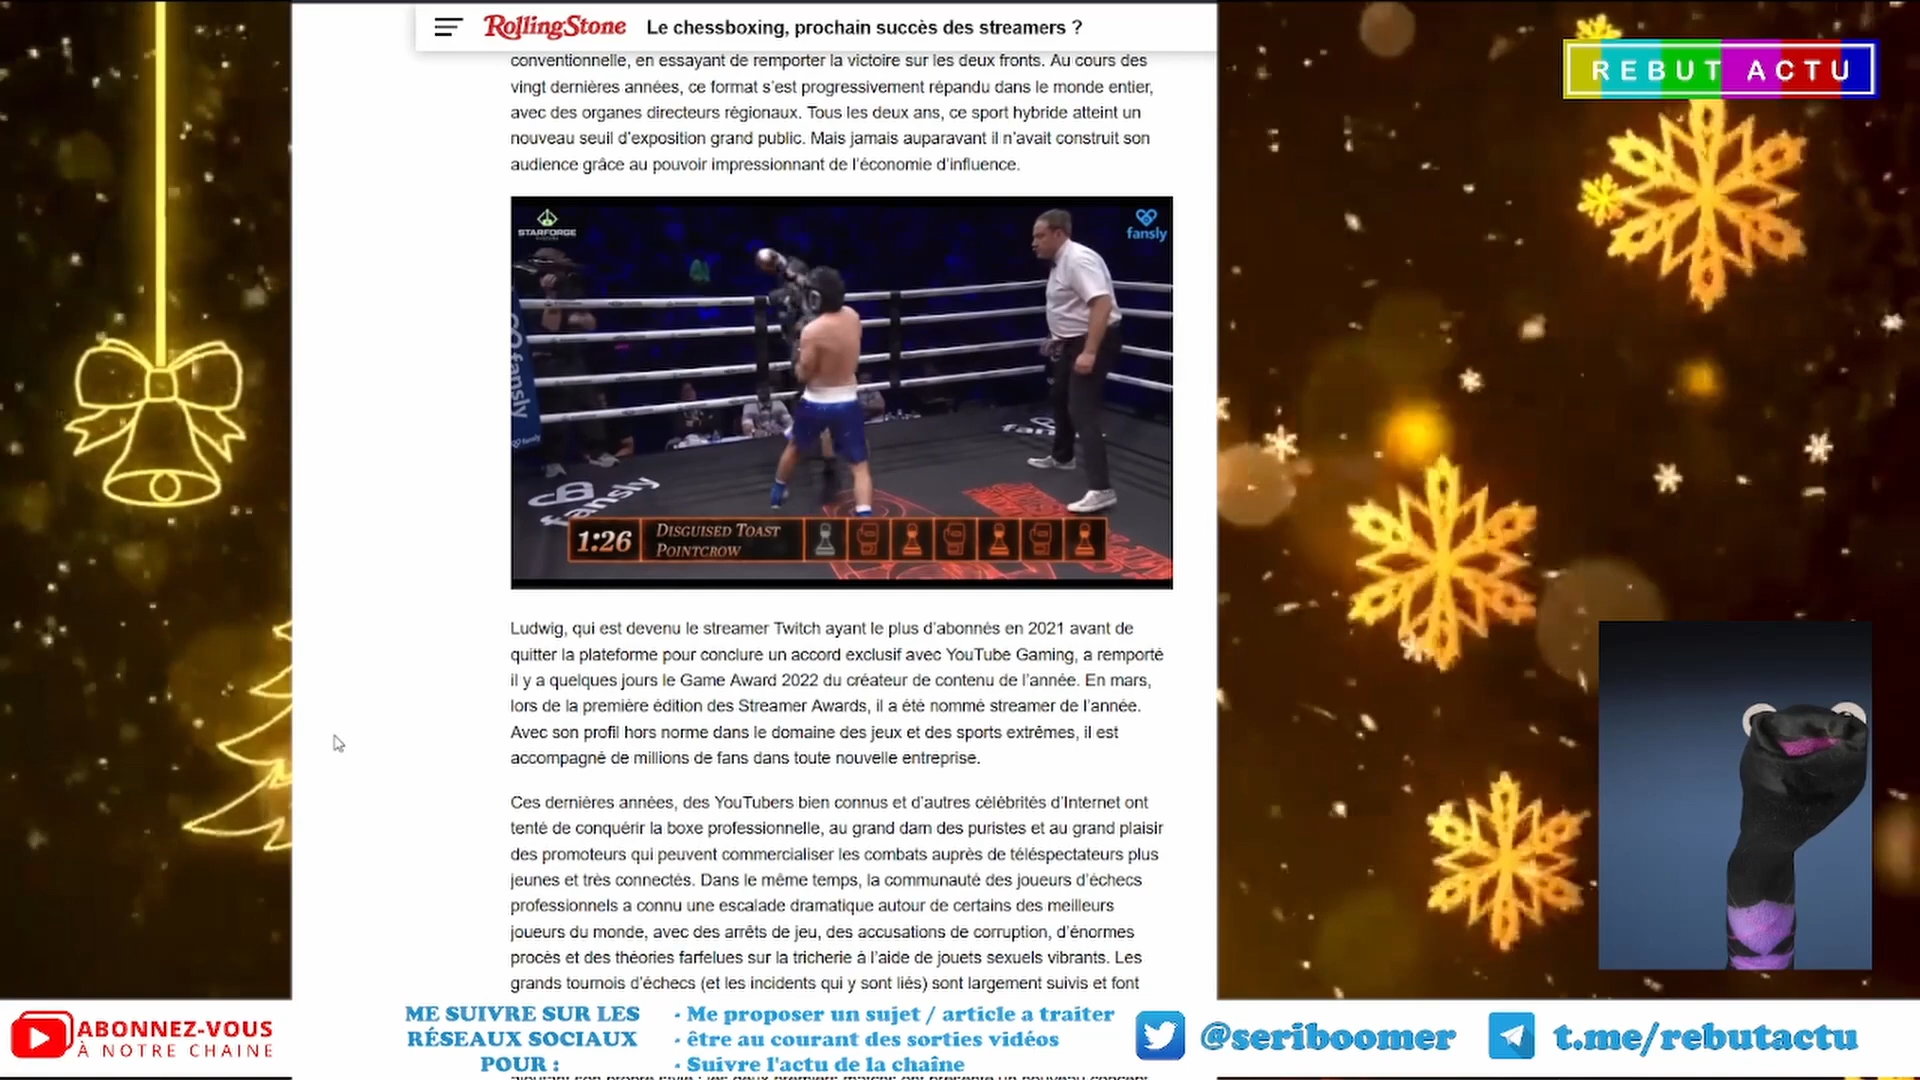 RollingStone Le chessboxing, prochain succès des streamers ?
REBUT ACTU
conventionnelle, en essayant de remporter la victoire sur les deux fronts. Au cours des
vingt dernières années, ce format s'est progressivement répandu dans le monde entier,
avec des organes directeurs régionaux. Tous les deux ans, ce sport hybride atteint un
nouveau seuil d'exposition grand public. Mais jamais auparavant il n'avait construit son
audience grâce au pouvoir impressionnant de l'économie d'influence.
STARFORGE
fansly
fansly
fansly
1:26
DISGUISED TOAST
POINTCROW
Ludwig, qui est devenu le streamer Twitch ayant le plus d'abonnés en 2021 avant de
quitter la plateforme pour conclure un accord exclusif avec YouTube Gaming, a remporté
il y a quelques jours le Game Award 2022 du créateur de contenu de l'année. En mars,
lors de la première édition des Streamer Awards, il a été nommé streamer de l'année.
Avec son profil hors norme dans le domaine des jeux et des sports extrêmes, il est
accompagné de millions de fans dans toute nouvelle entreprise.
Ces dernières années, des YouTubers bien connus et d'autres célébrités d'Internet ont
tenté de conquérir la boxe professionnelle, au grand dam des puristes et au grand plaisir
des promoteurs qui peuvent commercialiser les combats auprès de téléspectateurs plus
jeunes et très connectés. Dans le même temps, la communauté des joueurs d'échecs
professionnels a connu une escalade dramatique autour de certains des meilleurs
joueurs du monde, avec des arrêts de jeu, des accusations de corruption, d'énormes
procès et des théories farfelues sur la tricherie à l'aide de jouets sexuels vibrants. Les
grands tournois d'échecs (et les incidents qui y sont liés) sont largement suivis et font
ABONNEZ-VOUS
À NOTRE CHAINE
ME SUIVRE SUR LES
RÉSEAUX SOCIAUX
POUR :
- Me proposer un sujet / article a traiter
- être au courant des sorties vidéos
- Suivre l'actu de la chaîne
@seriboomer
t.me/rebutactu